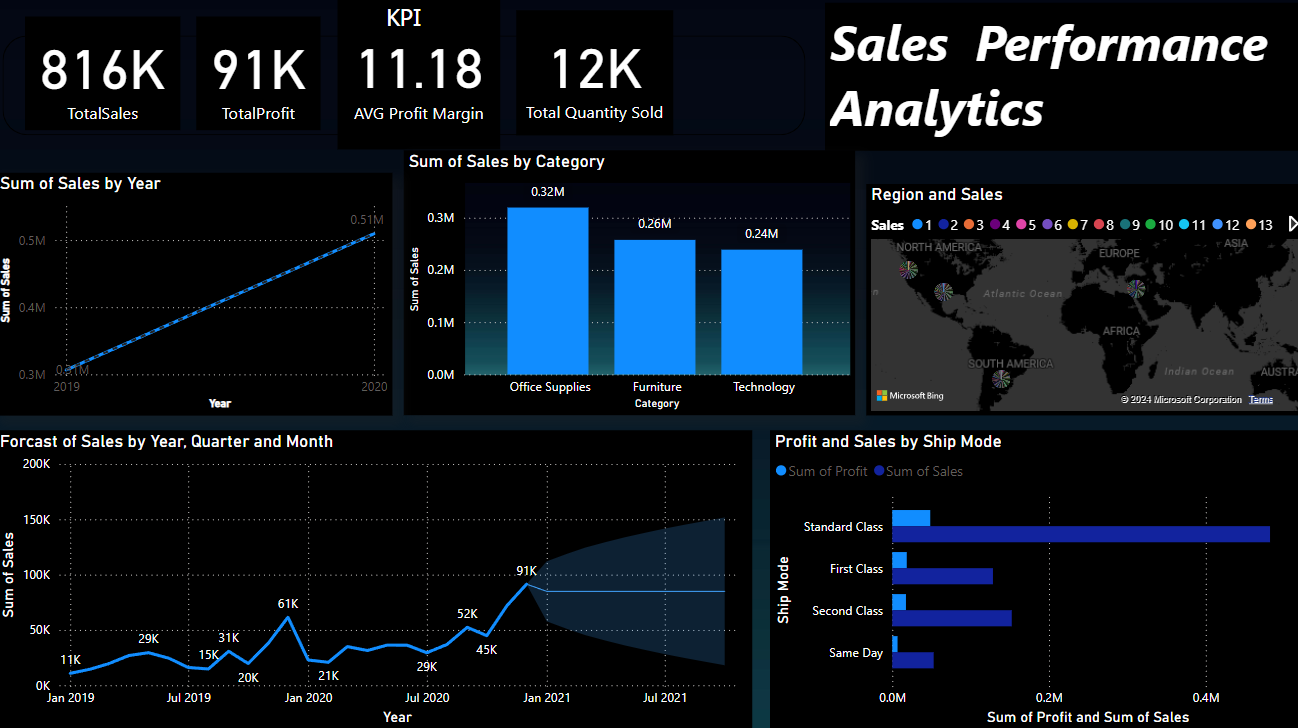 KPI
816K
TotalSales
91K
TotalProfit
11.18
AVG Profit Margin
12K
Total Quantity Sold
Sales Performance
Analytics
Sum of Sales by Year
Sum of Sales
0.5M
0.4M
0.3M
0.51M
2019
2020
Year
Sum of Sales by Category
Sum of Sales
0.3M
0.2M
0.1M
0.0M
0.32M
0.26M
0.24M
Office Supplies
Furniture
Technology
Category
Region and Sales
Sales 1 2 3 4 5 6 7 8 9 10 11 12 13
NORTH AMERICA
EUROPE
ASIA
Atlantic Ocean
AFRICA
SOUTH AMERICA
Indian Ocean
AUSTRA
Microsoft Bing
© 2024 Microsoft Corporation Terms
Forcast of Sales by Year, Quarter and Month
Sum of Sales
200K
150K
100K
50K
0K
11K
29K
15K
31K
20K
61K
21K
29K
52K
45K
91K
Jan 2019
Jul 2019
Jan 2020
Jul 2020
Jan 2021
Jul 2021
Year
Profit and Sales by Ship Mode
Sum of Profit Sum of Sales
Ship Mode
Standard Class
First Class
Second Class
Same Day
0.0M
0.2M
0.4M
Sum of Profit and Sum of Sales